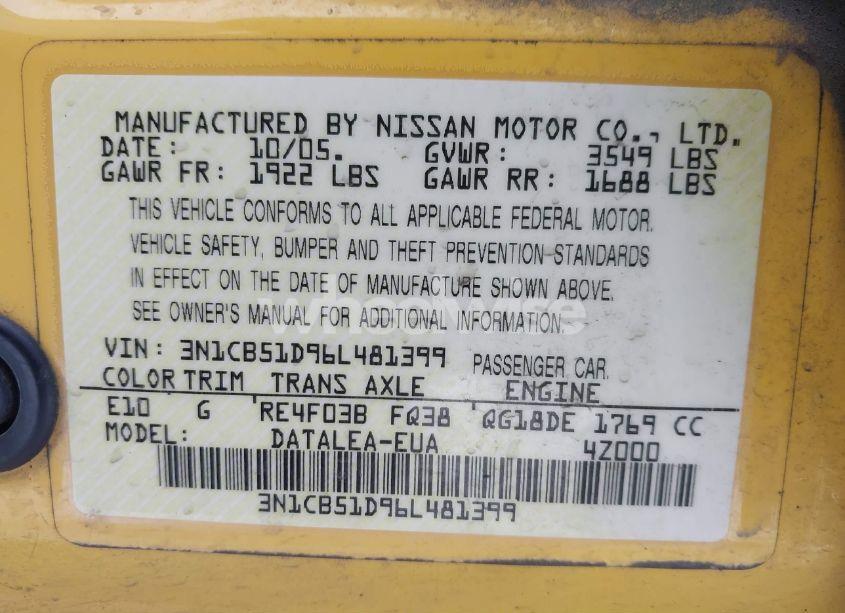 MANUFACTURED BY NISSAN MOTOR CO., LTD.
DATE: 10/05. GVWR: 3549 LBS
GAWR FR: 1922 LBS GAWR RR: 1688 LBS
THIS VEHICLE CONFORMS TO ALL APPLICABLE FEDERAL MOTOR
VEHICLE SAFETY, BUMPER AND THEFT PREVENTION STANDARDS
IN EFFECT ON THE DATE OF MANUFACTURE SHOWN ABOVE.
SEE OWNER'S MANUAL FOR ADDITIONAL INFORMATION.
VIN: 3N1CB51D96L481399 PASSENGER CAR
COLOR TRIM TRANS AXLE ENGINE
E10 G RE4F03B FQ38 QG18DE 1769 CC
MODEL: DATALEA-EUA 4Z000
3N1CB51D96L481399